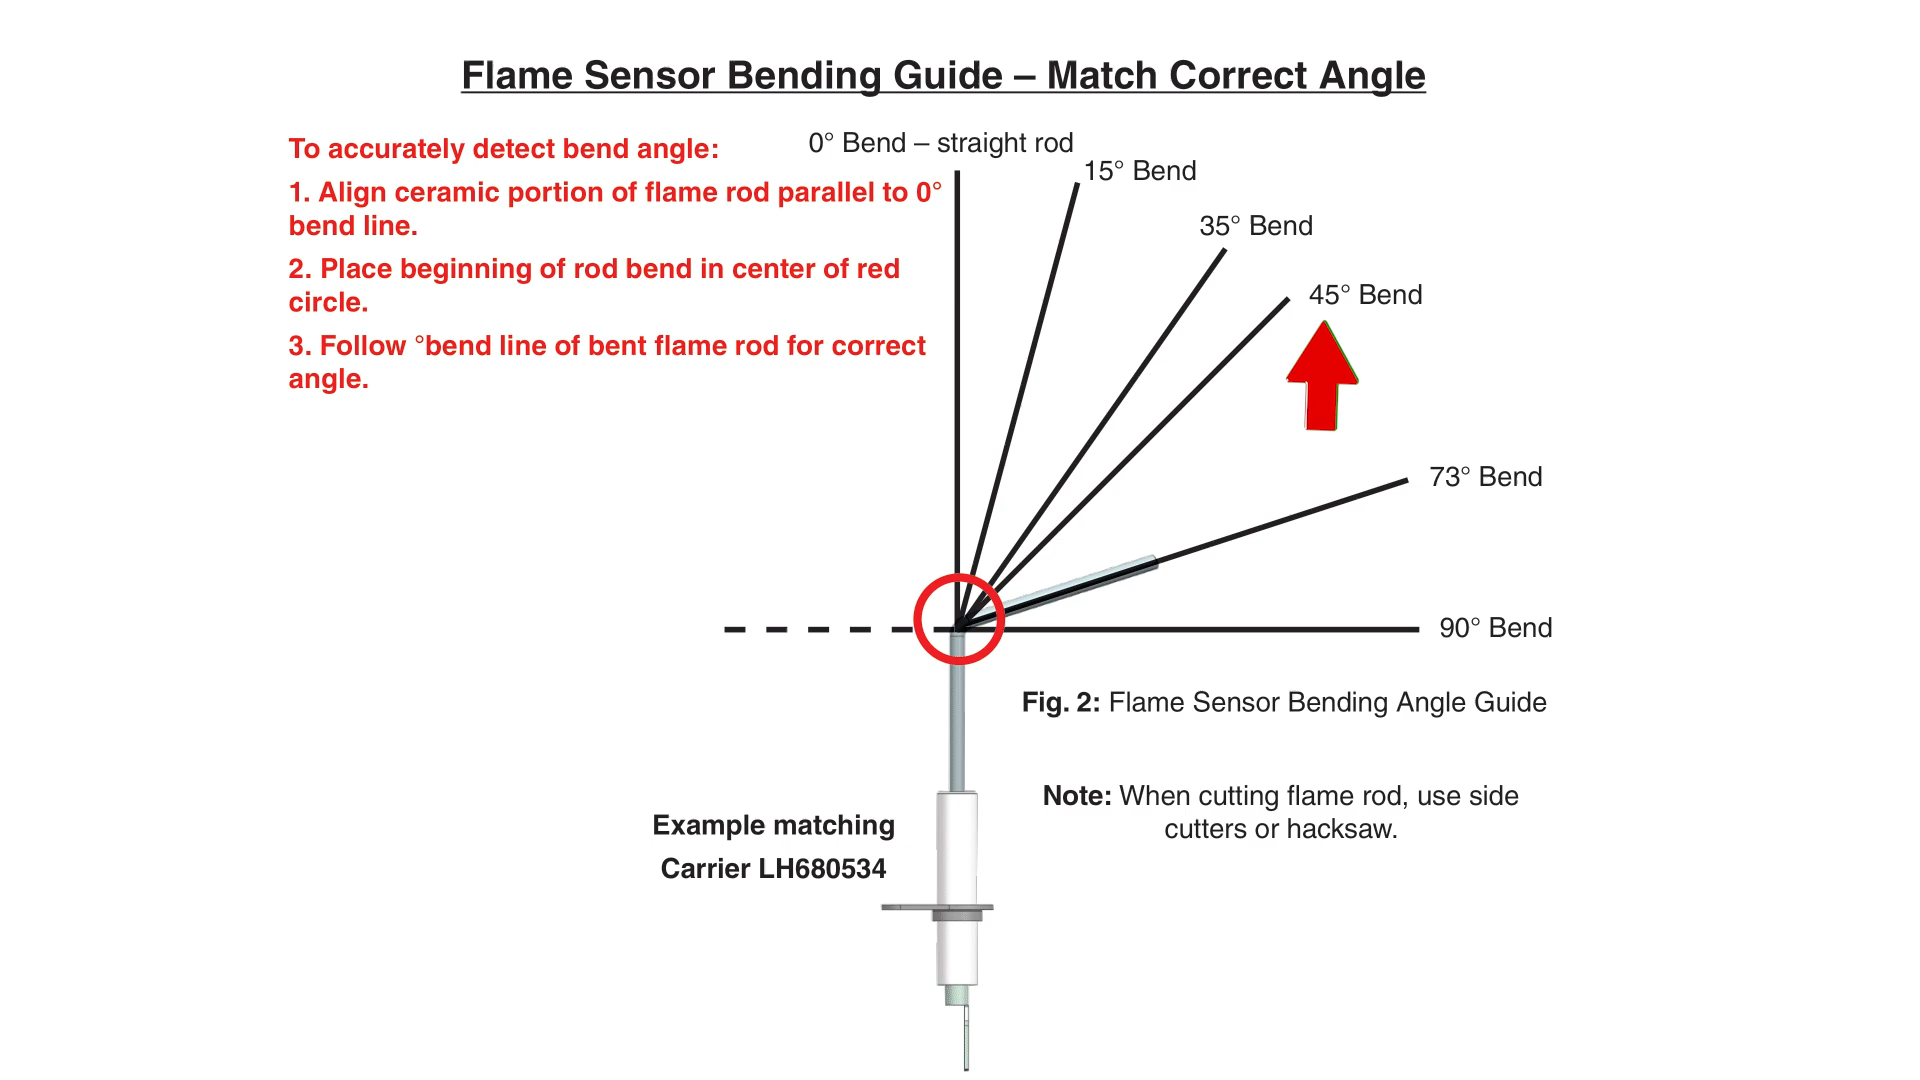 Flame Sensor Bending Guide – Match Correct Angle
To accurately detect bend angle:
1. Align ceramic portion of flame rod parallel to 0°
bend line.
2. Place beginning of rod bend in center of red
circle.
3. Follow °bend line of bent flame rod for correct
angle.
0° Bend – straight rod
15° Bend
35° Bend
45° Bend
73° Bend
90° Bend
Fig. 2: Flame Sensor Bending Angle Guide
Note: When cutting flame rod, use side
cutters or hacksaw.
Example matching
Carrier LH680534